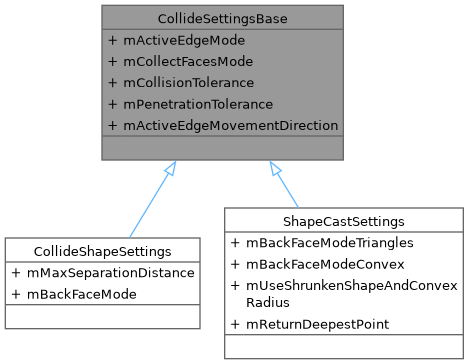 CollideSettingsBase
+ mActiveEdgeMode
+ mCollectFacesMode
+ mCollisionTolerance
+ mPenetrationTolerance
+ mActiveEdgeMovementDirection
CollideShapeSettings
+ mMaxSeparationDistance
+ mBackFaceMode
ShapeCastSettings
+ mBackFaceModeTriangles
+ mBackFaceModeConvex
+ mUseShrunkenShapeAndConvex
Radius
+ mReturnDeepestPoint